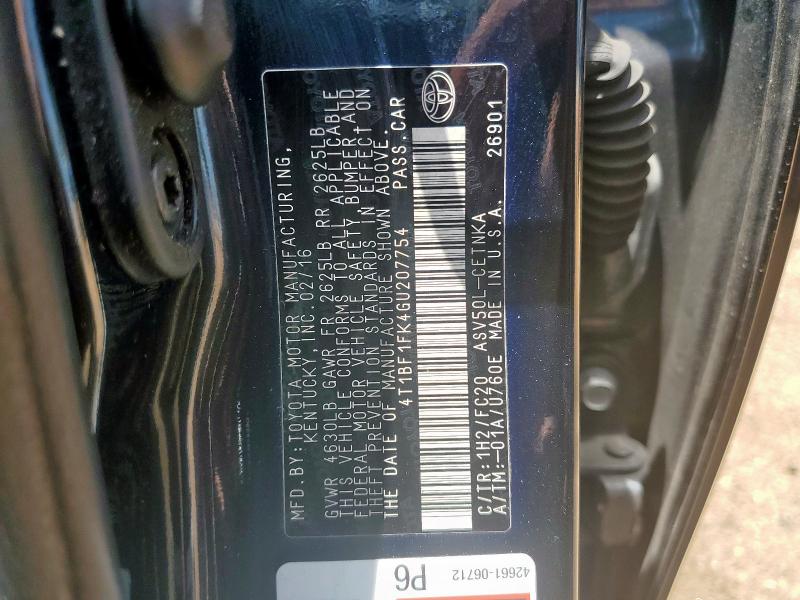 MFD. BY: TOYOTA MOTOR MANUFACTURING,
KENTUCKY, INC. 02/16
GVWR 4630LB GAWR FR 2625LB RR 2625LB
THIS VEHICLE CONFORMS TO ALL APPLICABLE
FEDERAL MOTOR VEHICLE SAFETY, BUMPER, AND
THEFT PREVENTION STANDARDS IN EFFECT ON
THE DATE OF MANUFACTURE SHOWN ABOVE.
4T1BF1FK4GU207754 PASS. CAR
C/TR: 1H2/FC20 ASV50L-CETNKA
A/TM: -01A/U760E MADE IN U.S.A. 26901
42661-06712
P6